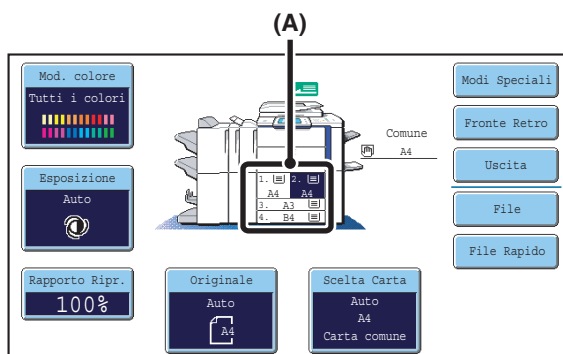 (A)
Mod. colore
Tutti i colori
Esposizione
Auto
Rapporto Ripr.
100%
Comune
A4
1. 2.
A4 A4
3. A3
4. B4
Originale
Auto
A4
Scelta Carta
Auto
A4
Carta comune
Modi Speciali
Fronte Retro
Uscita
File
File Rapido